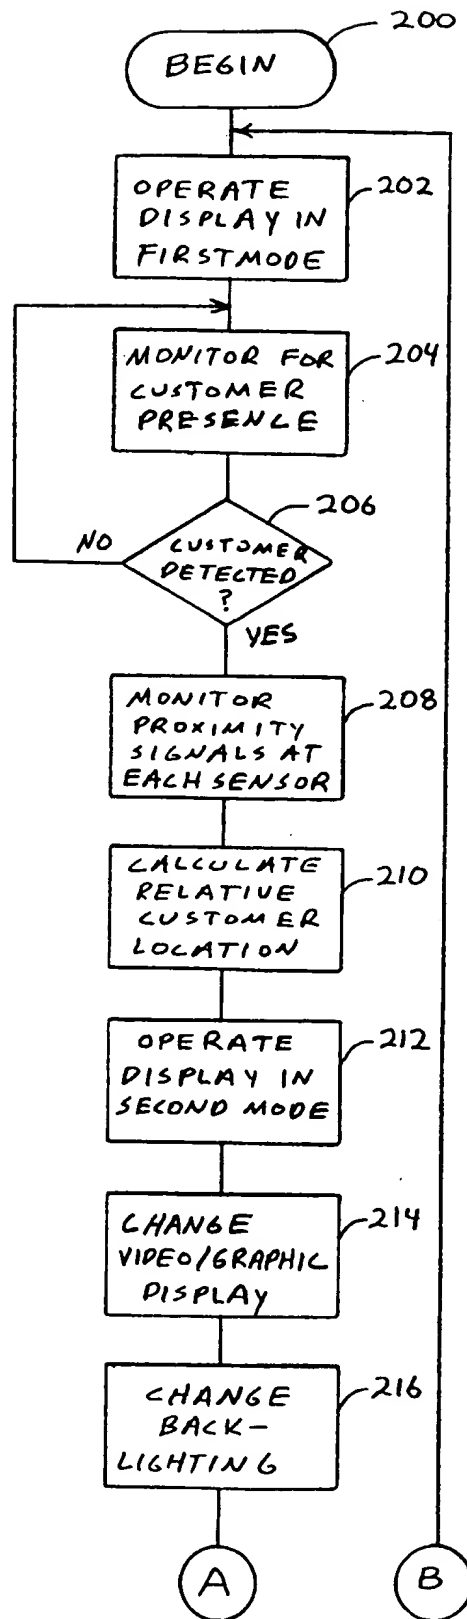 200
BEGIN
202
OPERATE
DISPLAY IN
FIRST MODE
204
MONITOR FOR
CUSTOMER
PRESENCE
206
NO
CUSTOMER
DETECTED
?
YES
208
MONITOR
PROXIMITY
SIGNALS AT
EACH SENSOR
210
CALCULATE
RELATIVE
CUSTOMER
LOCATION
212
OPERATE
DISPLAY IN
SECOND MODE
214
CHANGE
VIDEO/GRAPHIC
DISPLAY
216
CHANGE
BACK-
LIGHTING
A
B